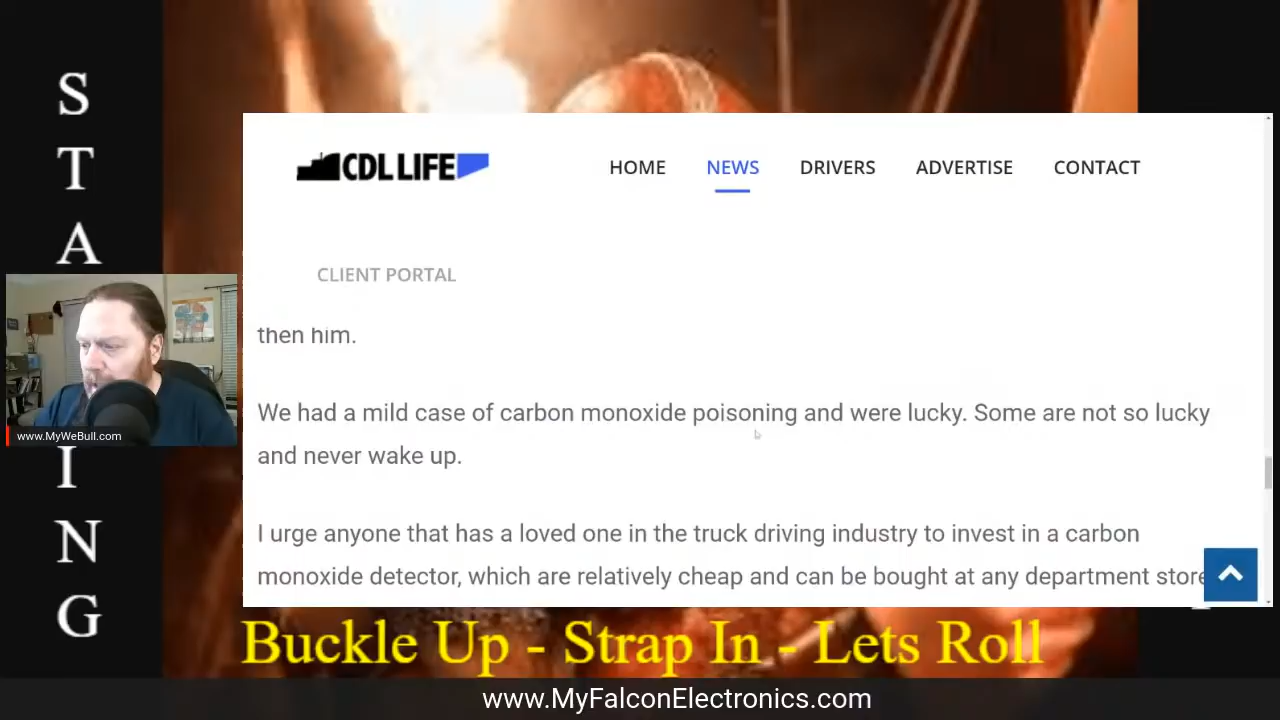 S
T
A
I
N
G
CDL LIFE
HOME NEWS DRIVERS ADVERTISE CONTACT
CLIENT PORTAL
then him.
We had a mild case of carbon monoxide poisoning and were lucky. Some are not so lucky
and never wake up.
I urge anyone that has a loved one in the truck driving industry to invest in a carbon
monoxide detector, which are relatively cheap and can be bought at any department store
www.MyWeBull.com
Buckle Up - Strap In - Lets Roll
www.MyFalconElectronics.com